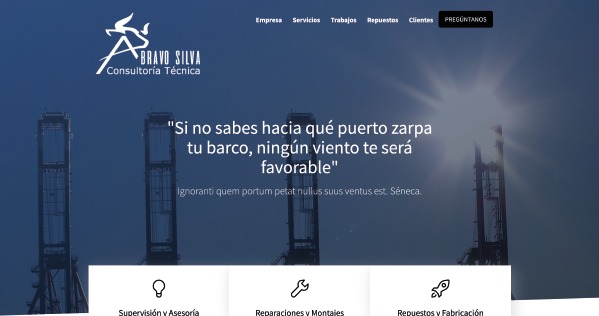 Empresa Servicios Trabajos Repuestos Clientes PREGÚNTANOS
BRAVO SILVA
Consultoría Técnica
"Si no sabes hacia qué puerto zarpa
tu barco, ningún viento te será
favorable"
Ignoranti quem portum petat nullus suus ventus est. Séneca.
Supervisión y Asesoría Reparaciones y Montajes Repuestos y Fabricación